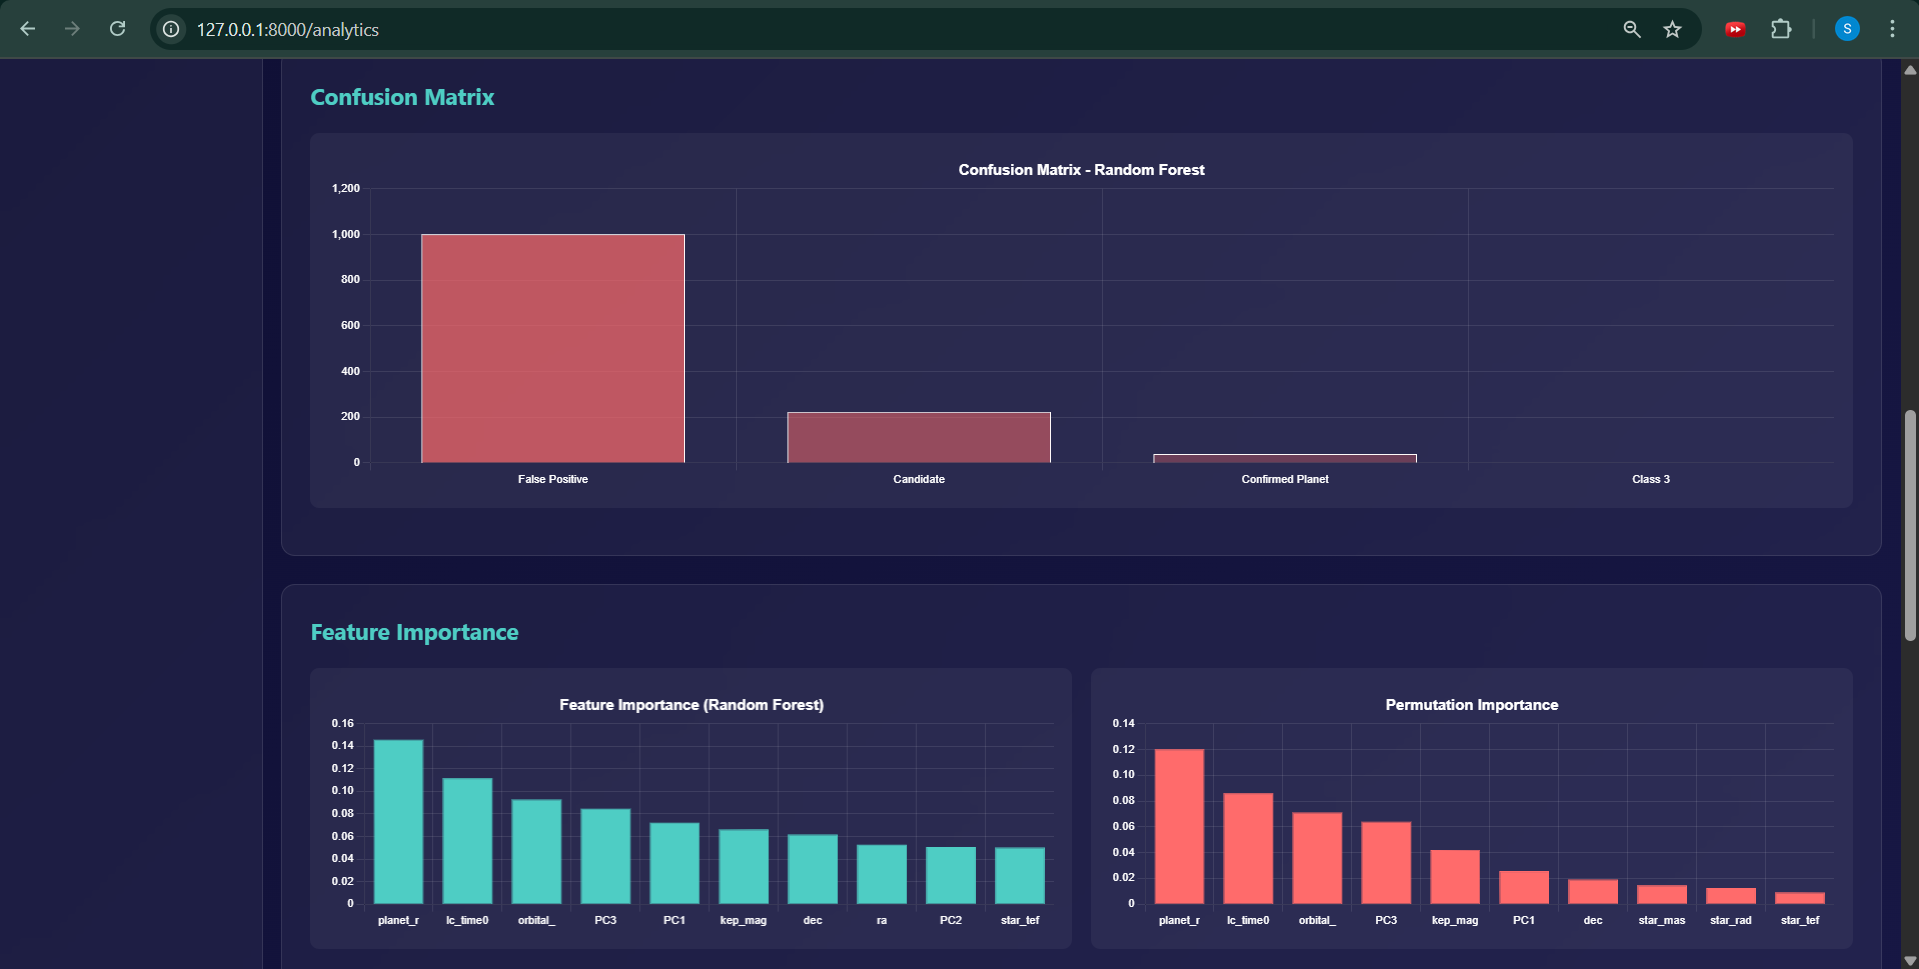 127.0.0.1:8000/analytics
S
Confusion Matrix
Confusion Matrix - Random Forest
1,200
1,000
800
600
400
200
0
False Positive Candidate Confirmed Planet Class 3
Feature Importance
Feature Importance (Random Forest)
0.16
0.14
0.12
0.10
0.08
0.06
0.04
0.02
0
planet_r lc_time0 orbital_ PC3 PC1 kep_mag dec ra PC2 star_tef
Permutation Importance
0.14
0.12
0.10
0.08
0.06
0.04
0.02
0
planet_r lc_time0 orbital_ PC3 kep_mag PC1 dec star_mas star_rad star_tef